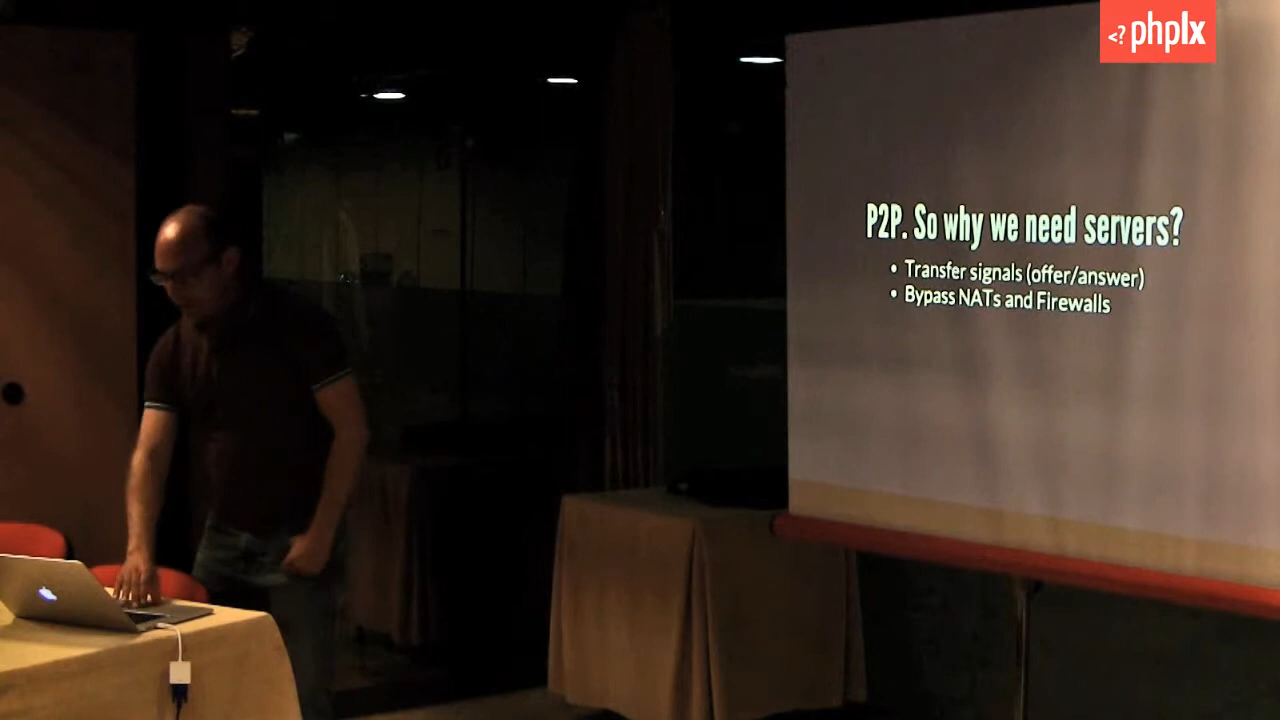 <? phplx
P2P. So why we need servers?
• Transfer signals (offer/answer)
• Bypass NATs and Firewalls